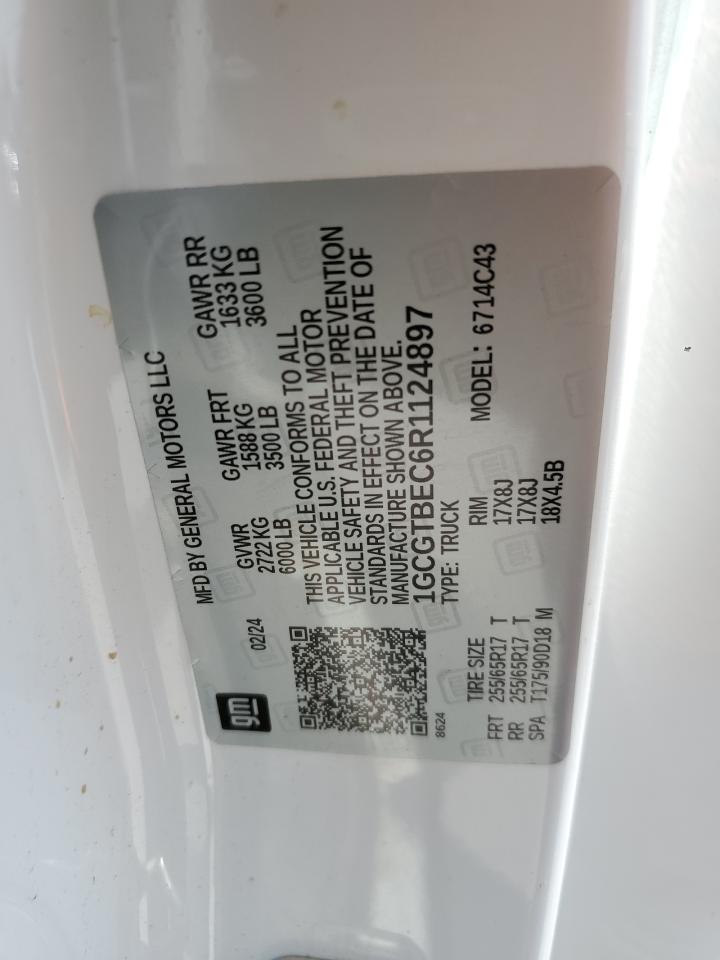 MFD BY GENERAL MOTORS LLC
gm
02/24
GVWR GAWR FRT GAWR RR
2722 KG 1588 KG 1633 KG
6000 LB 3500 LB 3600 LB
THIS VEHICLE CONFORMS TO ALL
APPLICABLE U.S. FEDERAL MOTOR
VEHICLE SAFETY AND THEFT PREVENTION
STANDARDS IN EFFECT ON THE DATE OF
MANUFACTURE SHOWN ABOVE.
1GCGTBEC6R1124897
8624
TYPE: TRUCK MODEL: 6714C43
TIRE SIZE RIM
FRT 255/65R17 T 17X8J
RR 255/65R17 T 17X8J
SPA T175/90D18 M 18X4.5B